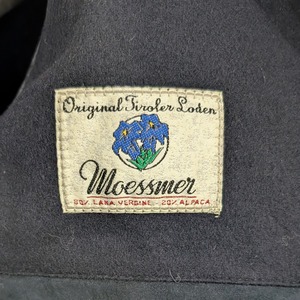 Original Tiroler Loden
Moessmer
80% LANA VERGINE - 20% ALPACA